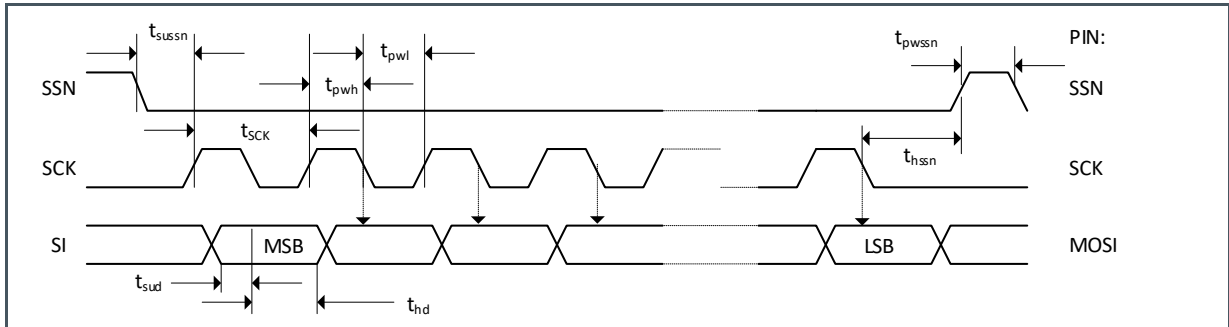 t_sussn
t_pwl
t_pwssn
PIN:
SSN
t_pwh
SSN
t_SCK
t_hssn
SCK
SCK
SI
MSB
LSB
MOSI
t_sud
t_hd